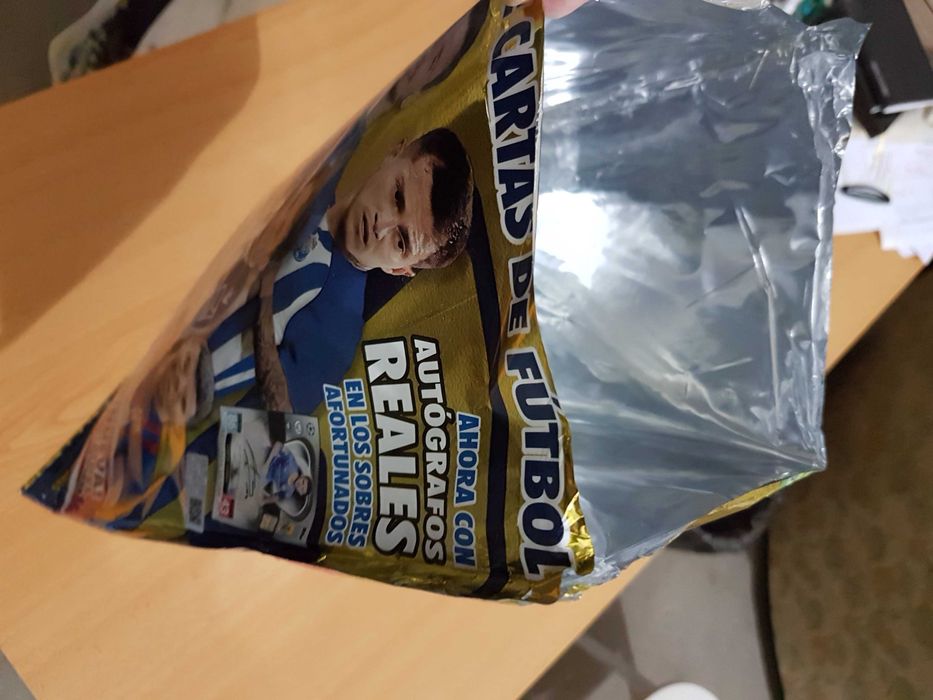 CARTAS DE FÚTBOL
AHORA CON
AUTÓGRAFOS
REALES
EN LOS SOBRES
AFORTUNADOS